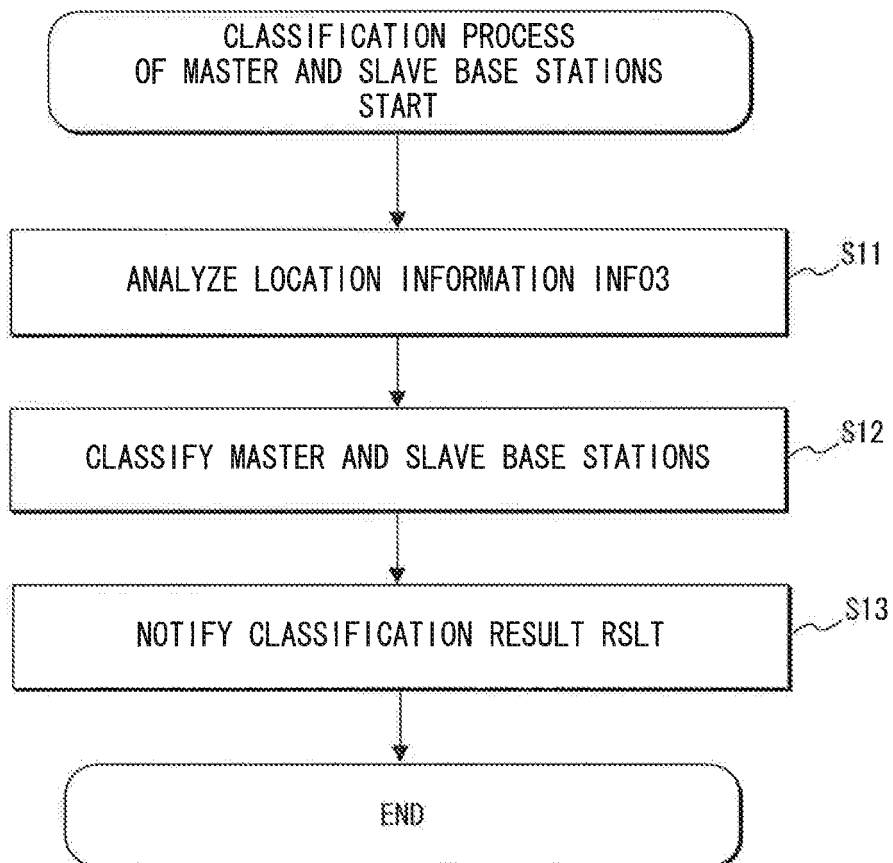 CLASSIFICATION PROCESS
OF MASTER AND SLAVE BASE STATIONS
START
ANALYZE LOCATION INFORMATION INFO3
S11
CLASSIFY MASTER AND SLAVE BASE STATIONS
S12
NOTIFY CLASSIFICATION RESULT RSLT
S13
END